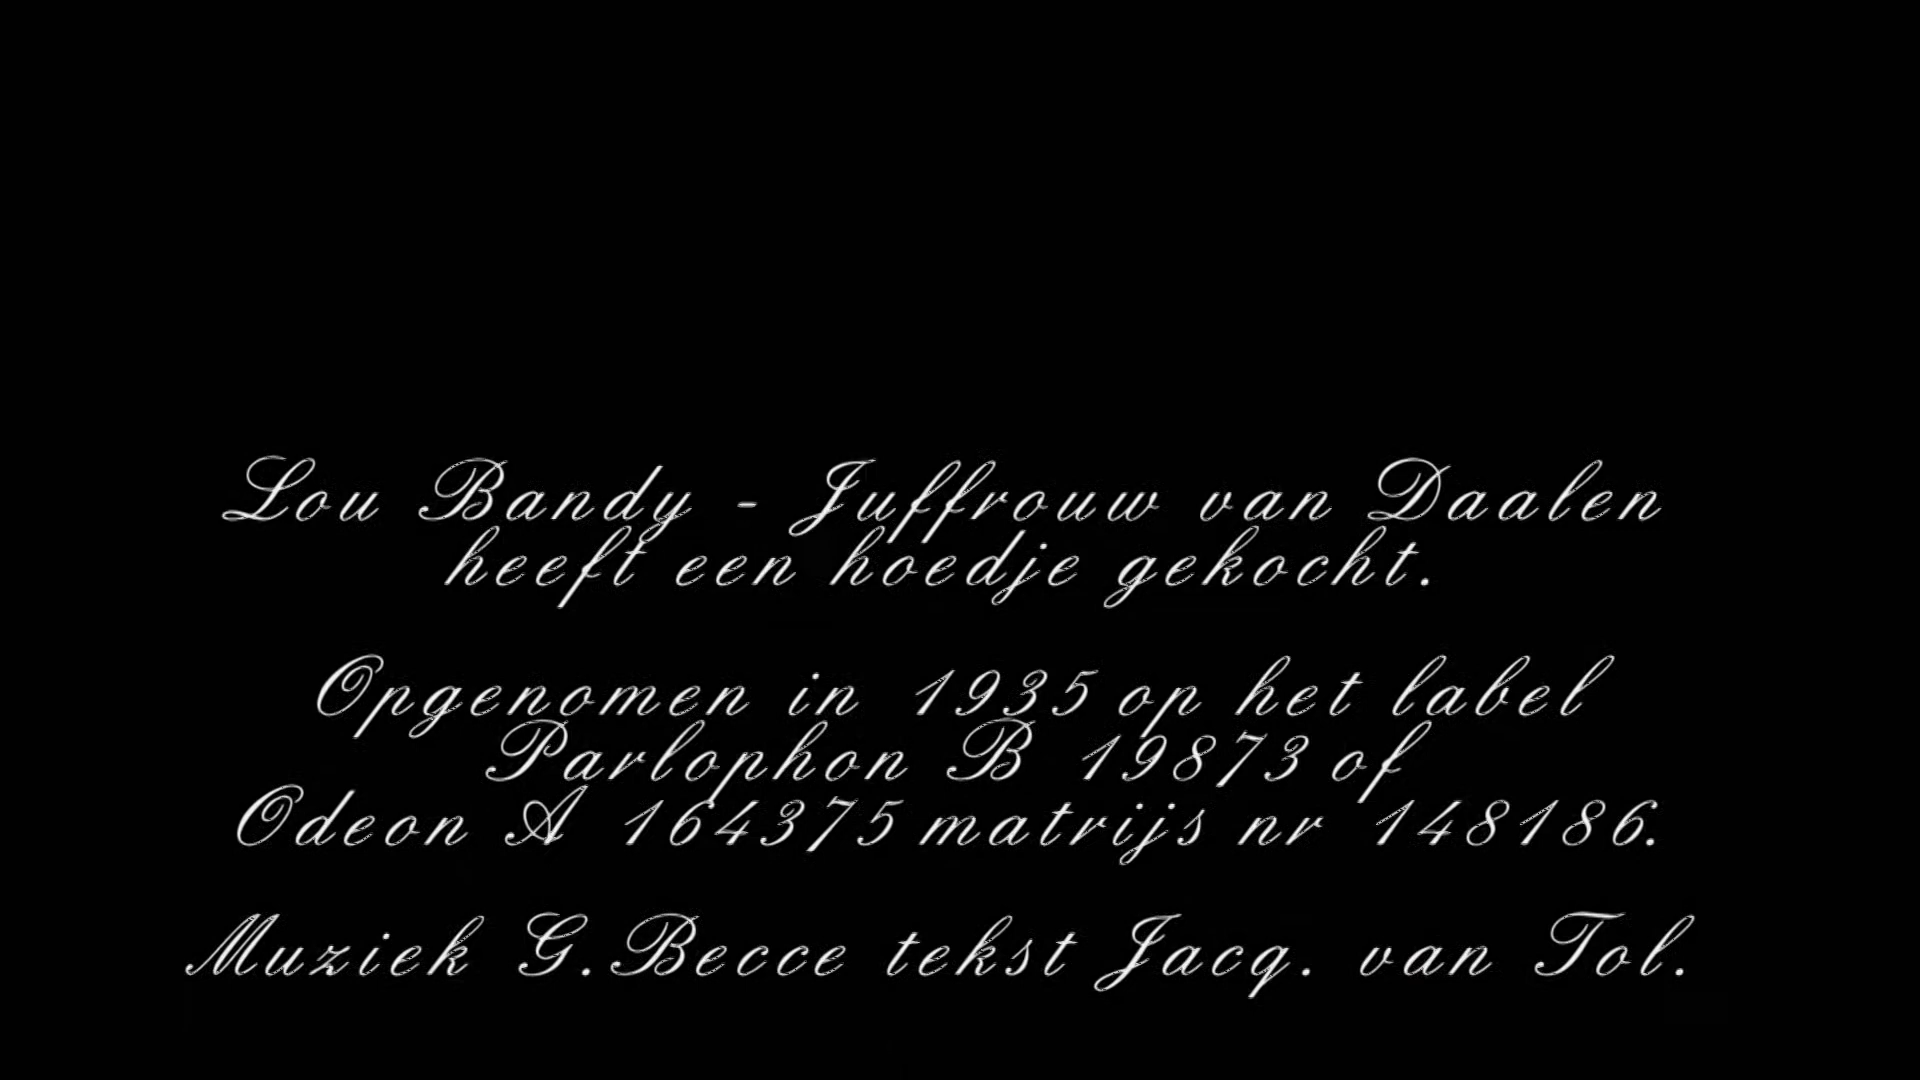 Lou Bandy - Juffrouw van Daalen
heeft een hoedje gekocht.
Opgenomen in 1935 op het label
Parlophon B 19873 of
Odeon A 164375 matrijs nr 148186.
Muziek G.Becce tekst Jacq. van Tol.